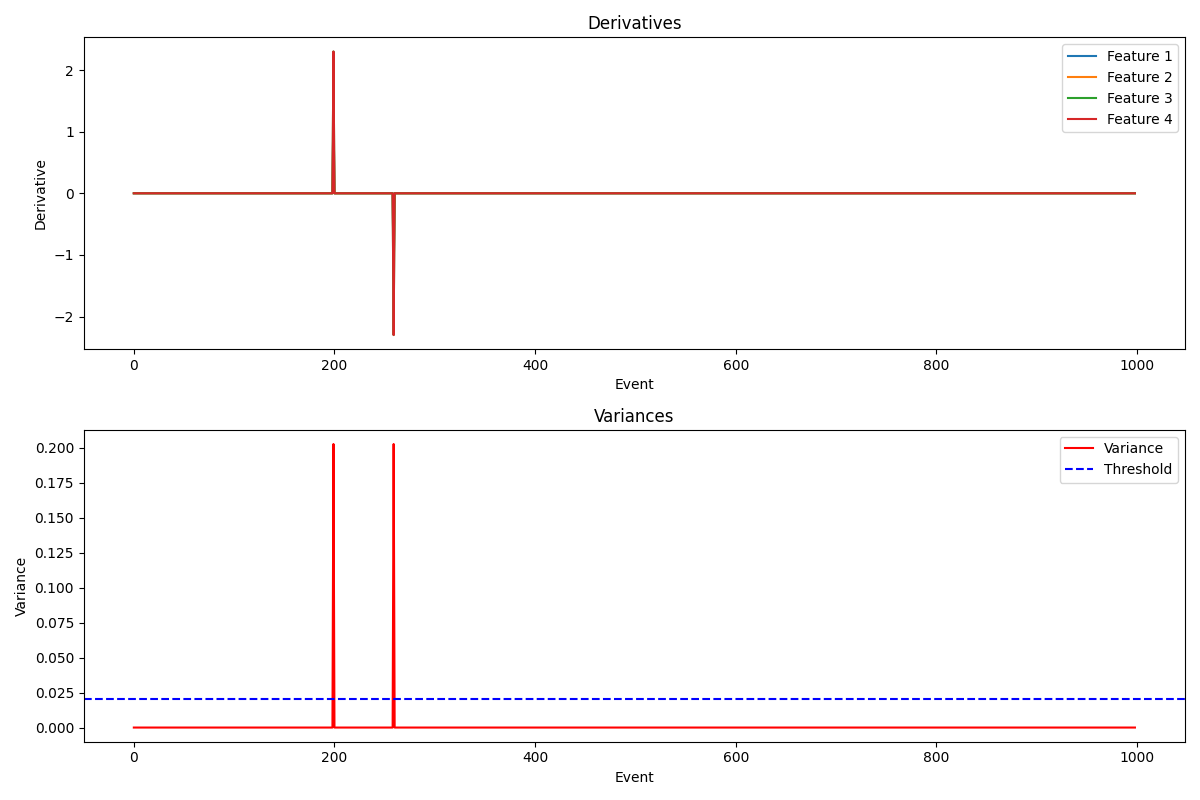 Derivatives
2
1
0
−1
−2
Derivative
Feature 1
Feature 2
Feature 3
Feature 4
0 200 400 600 800 1000
Event
Variances
0.200
0.175
0.150
0.125
0.100
0.075
0.050
0.025
0.000
Variance
Variance
Threshold
0 200 400 600 800 1000
Event